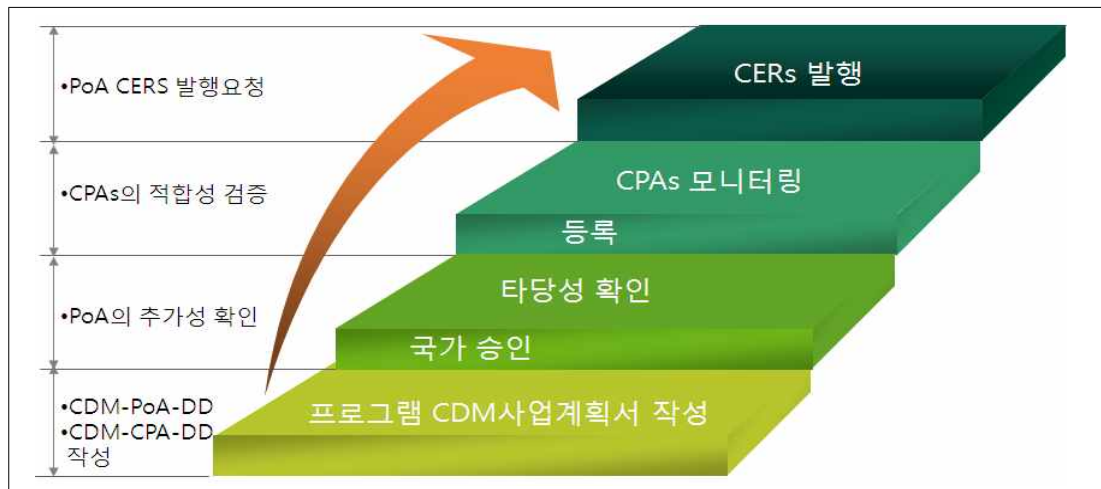 •PoA CERS 발행요청
CERs 발행
•CPAs의 적합성 검증
CPAs 모니터링
등록
•PoA의 추가성 확인
타당성 확인
국가 승인
•CDM-PoA-DD
•CDM-CPA-DD
작성
프로그램 CDM사업계획서 작성